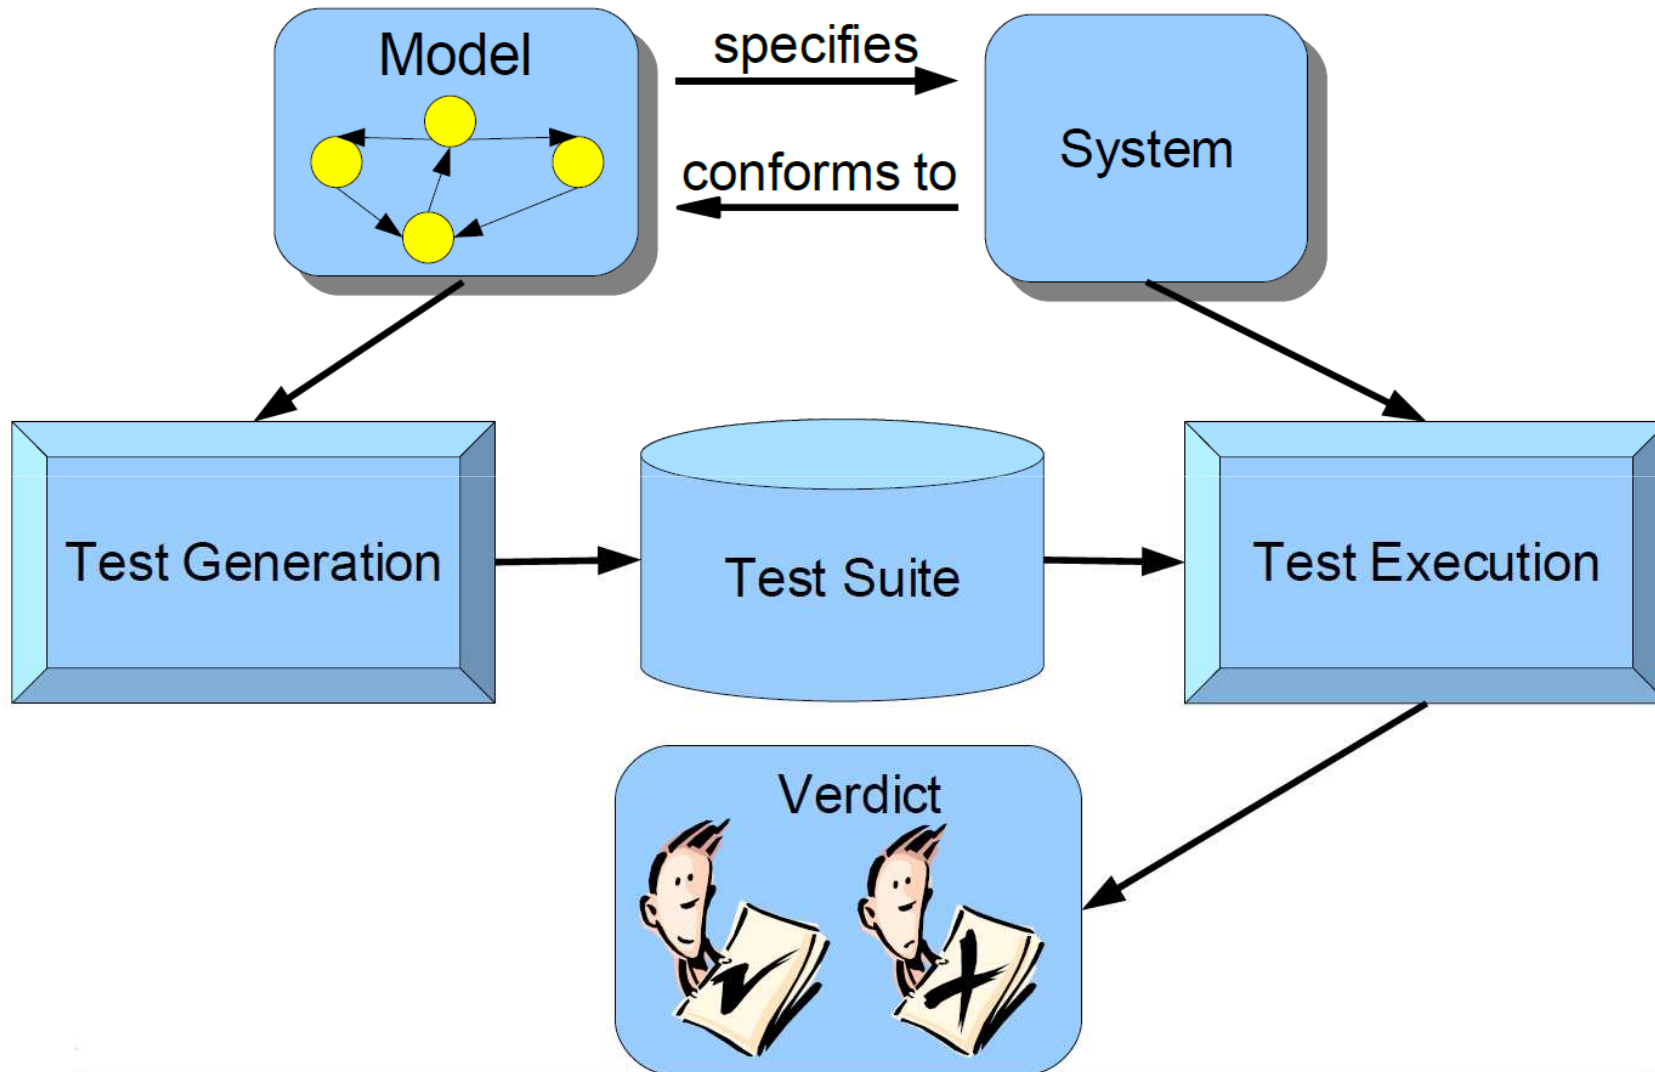 Model
specifies
conforms to
System
Test Generation
Test Suite
Test Execution
Verdict